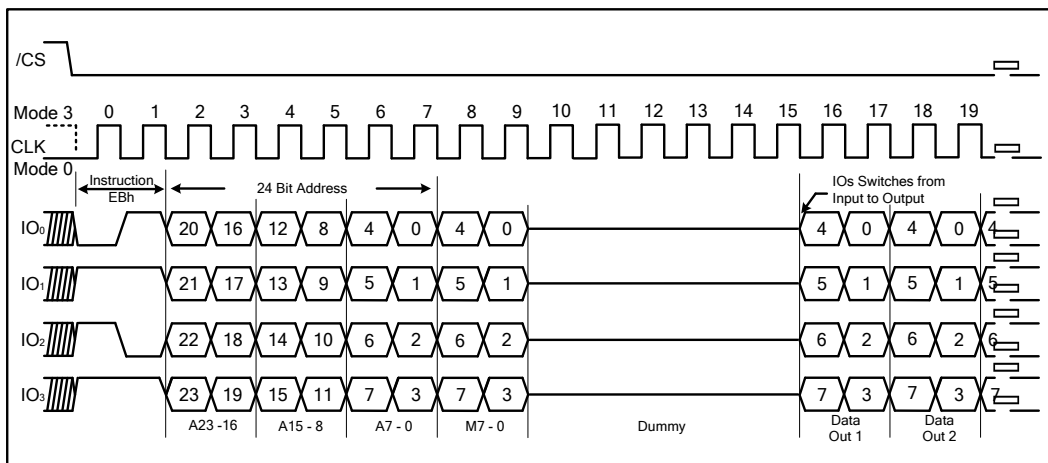 /CS
Mode 3 0 1 2 3 4 5 6 7 8 9 10 11 12 13 14 15 16 17 18 19
CLK
Mode 0
Instruction
EBh
24 Bit Address
IOs Switches from
Input to Output
IO₀ 20 16 12 8 4 0 4 0 4 0 4 0 4
IO₁ 21 17 13 9 5 1 5 1 5 1 5 1 5
IO₂ 22 18 14 10 6 2 6 2 6 2 6 2 6
IO₃ 23 19 15 11 7 3 7 3 7 3 7 3 7
A23 -16 A15 - 8 A7 - 0 M7 - 0 Dummy Data Data
Out 1 Out 2